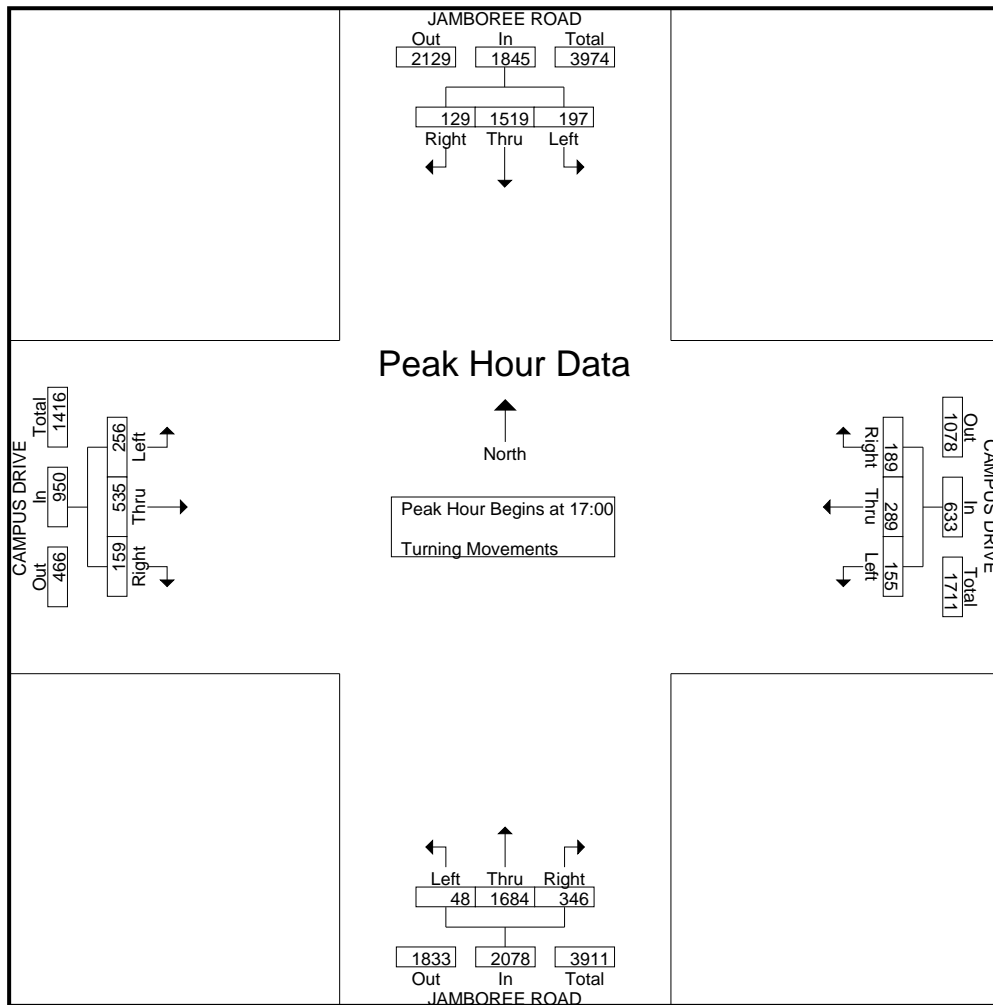 JAMBOREE ROAD
Out In Total
2129 1845 3974
129 1519 197
Right Thru Left
Peak Hour Data
North
Peak Hour Begins at 17:00
Turning Movements
CAMPUS DRIVE
Out In Total
466 950 1416
159 535 256
Right Thru Left
CAMPUS DRIVE
Out In Total
1078 633 1711
189 289 155
Right Thru Left
Left Thru Right
48 1684 346
1833 2078 3911
Out In Total
JAMBOREE ROAD